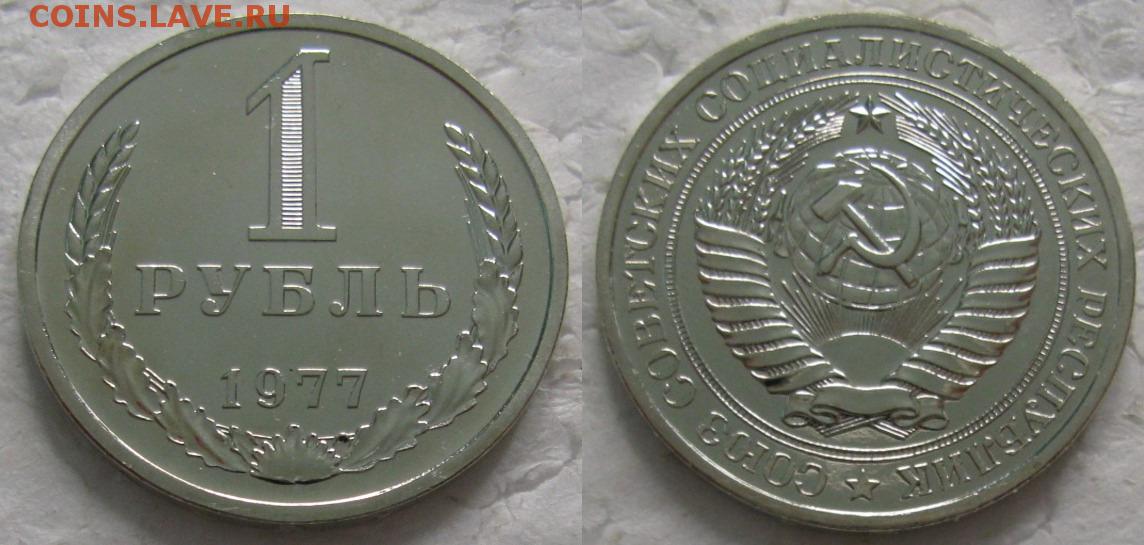 COINS.LAVE.RU
1
РУБЛЬ
1977
СОЮЗ СОВЕТСКИХ СОЦИАЛИСТИЧЕСКИХ РЕСПУБЛИК